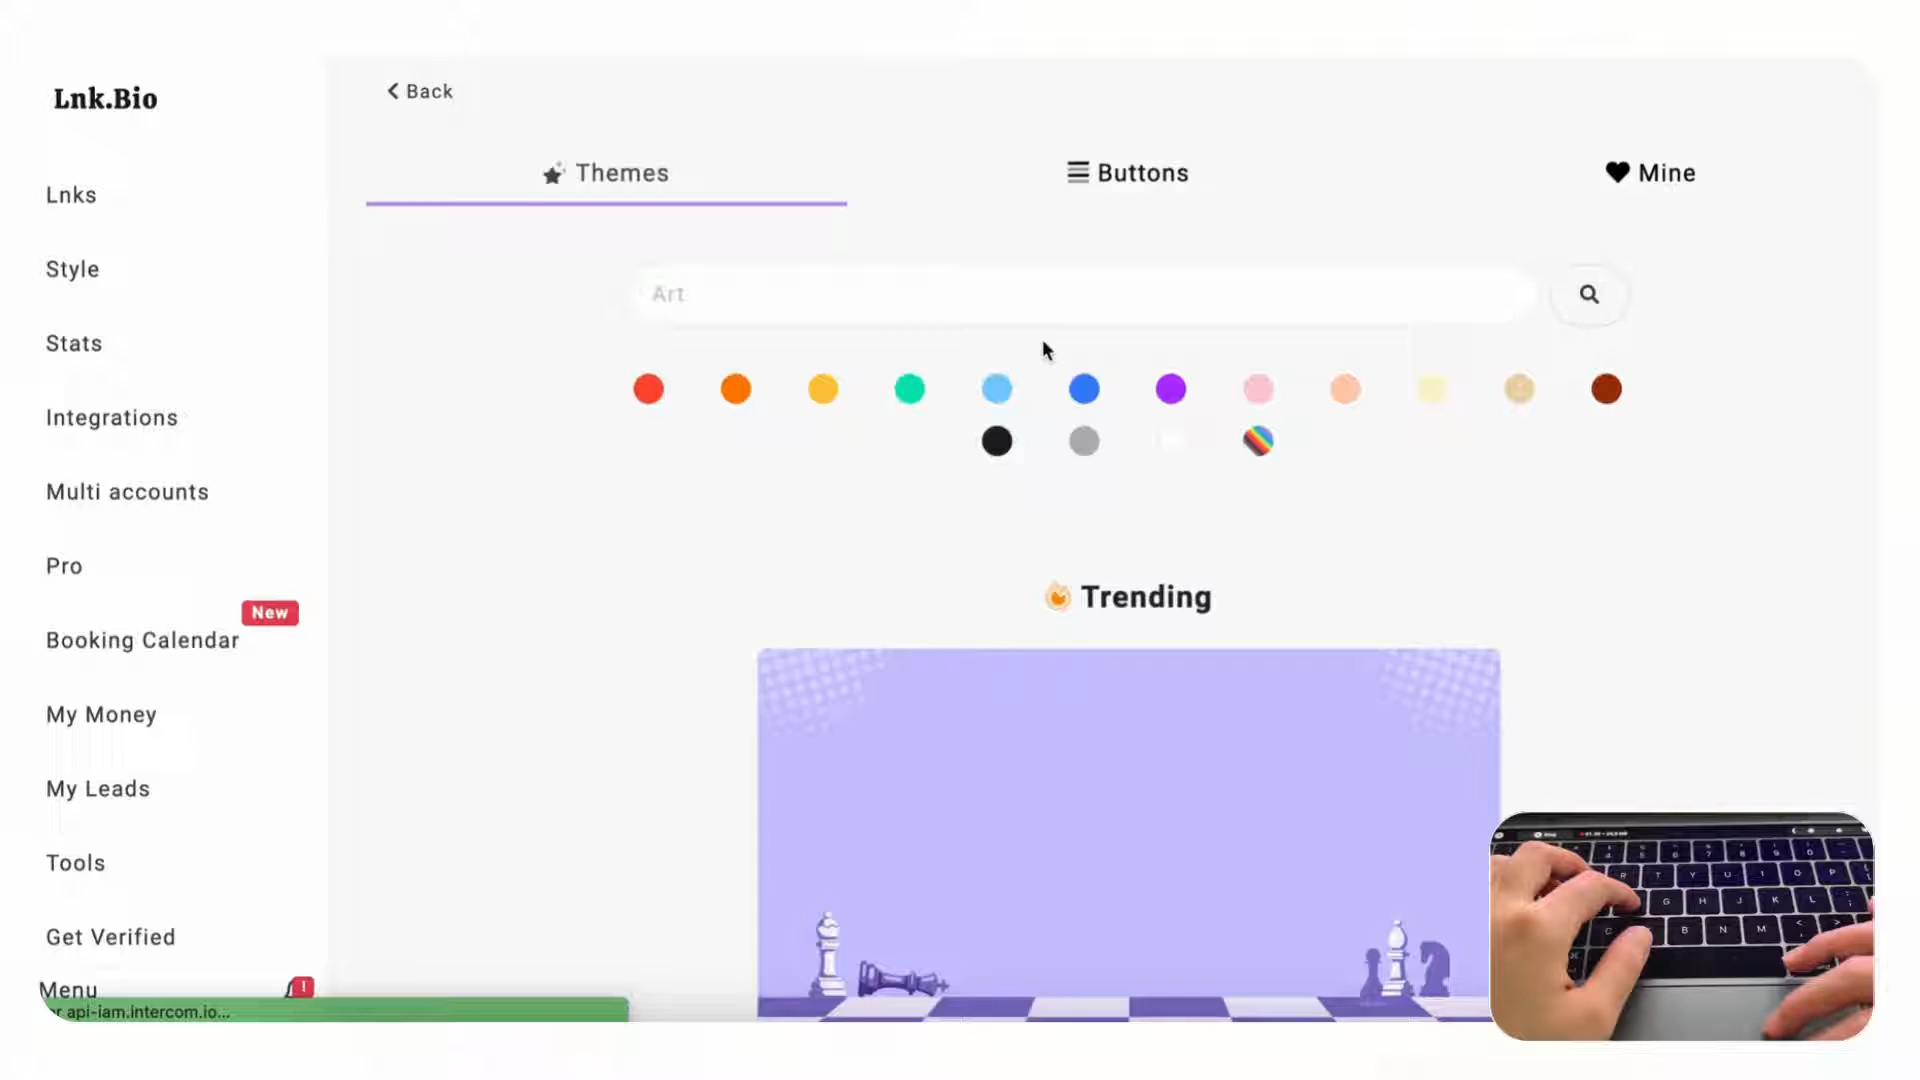 Lnk.Bio
Lnks
Style
Stats
Integrations
Multi accounts
Pro
New
Booking Calendar
My Money
My Leads
Tools
Get Verified
Menu
!
r api-iam.intercom.io...
Back
Themes
Buttons
Mine
Art
Trending
R T Y U I O P
G H J K L
C B N M